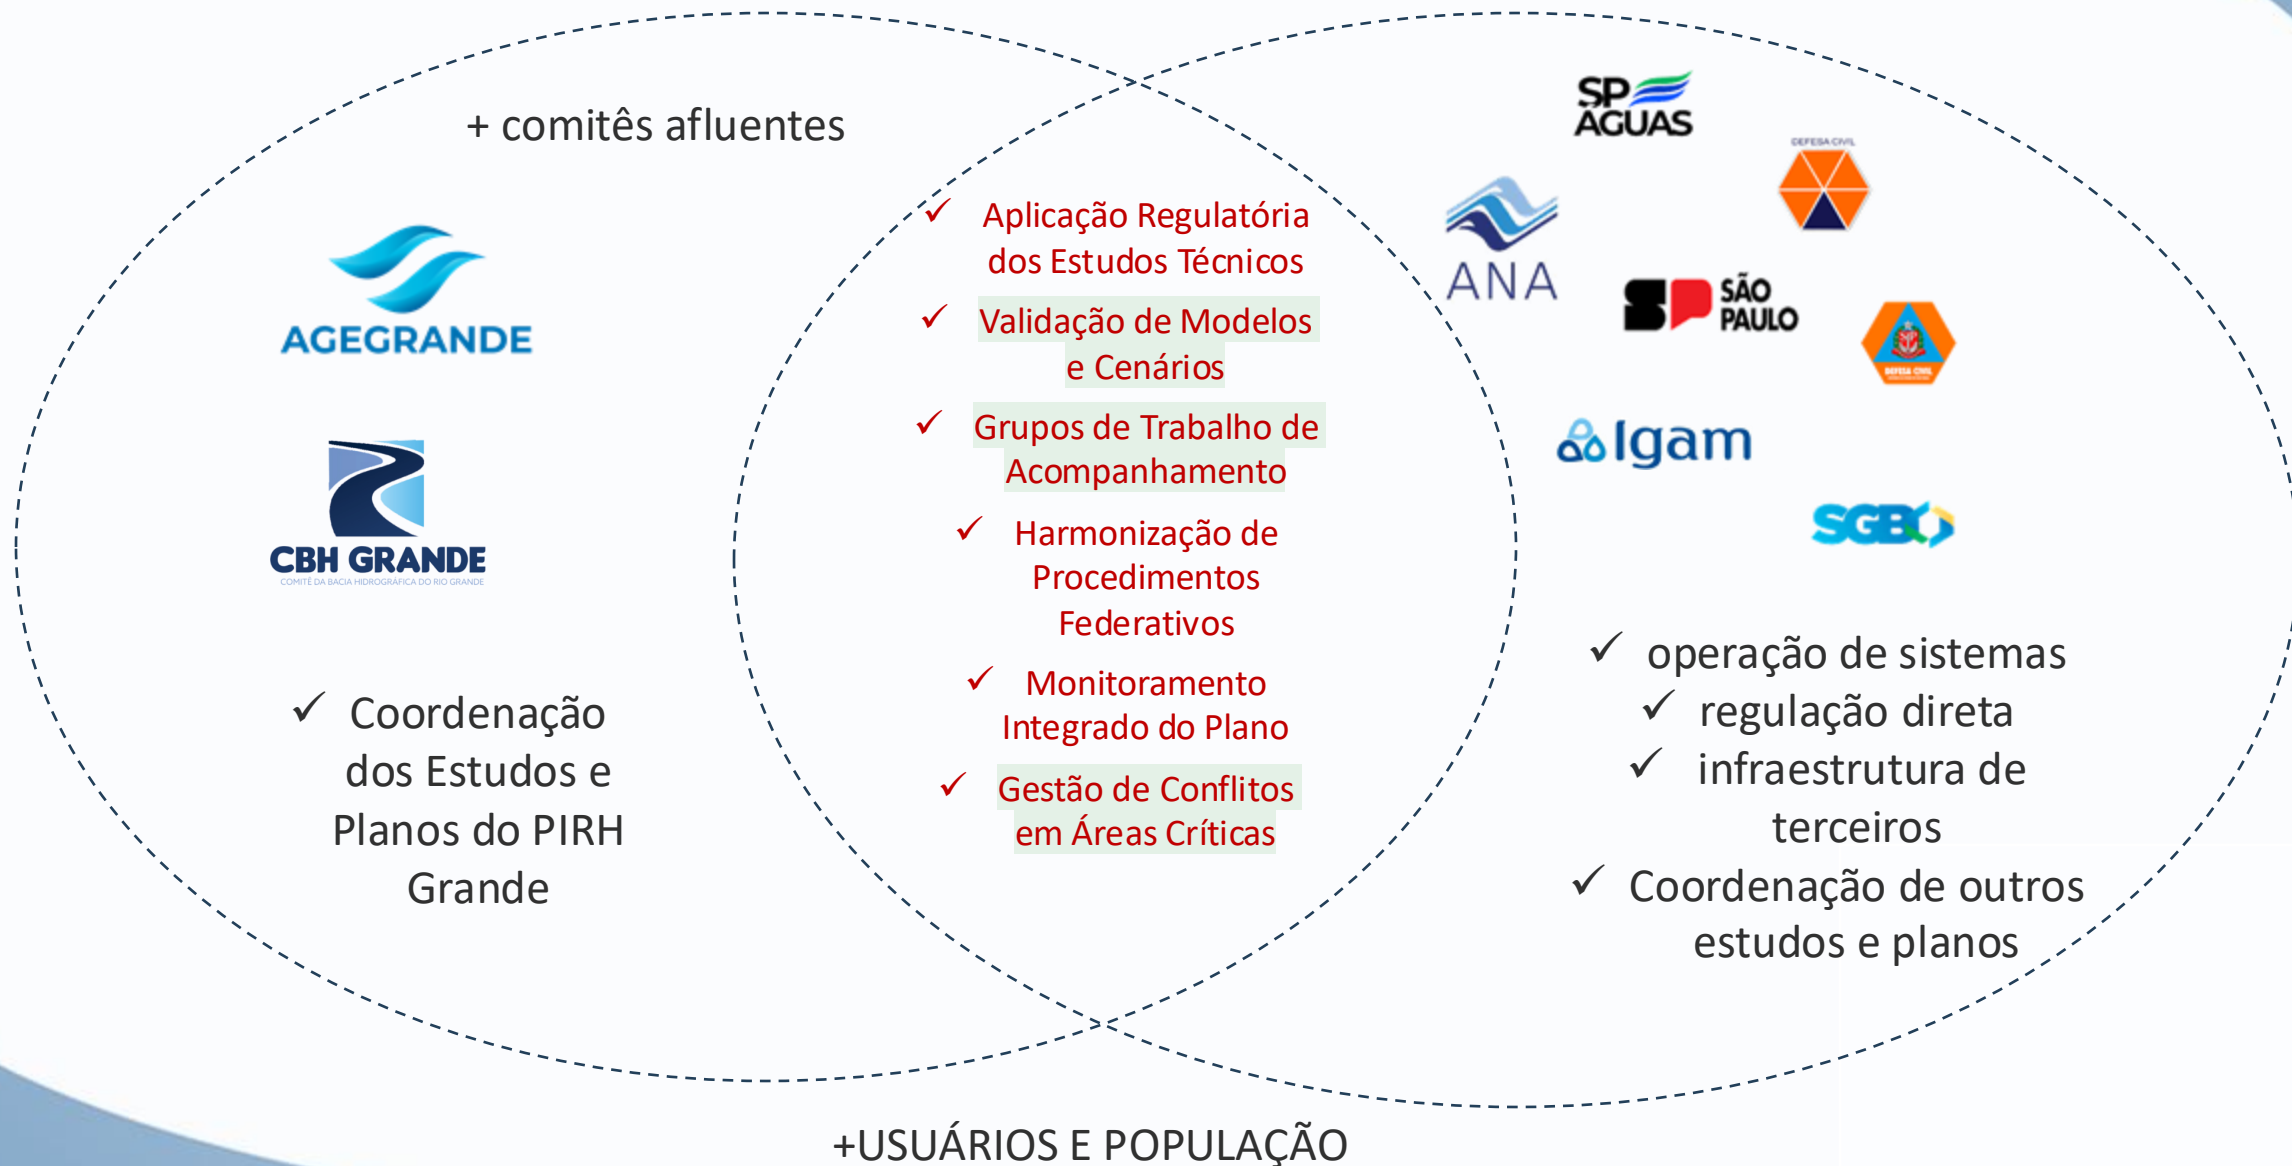 + comitês afluentes
AGEGRANDE
CBH GRANDE
COMITÊ DA BACIA HIDROGRÁFICA DO RIO GRANDE
✓ Coordenação
dos Estudos e
Planos do PIRH
Grande
✓ Aplicação Regulatória
dos Estudos Técnicos
✓ Validação de Modelos
e Cenários
✓ Grupos de Trabalho de
Acompanhamento
✓ Harmonização de
Procedimentos
Federativos
✓ Monitoramento
Integrado do Plano
✓ Gestão de Conflitos
em Áreas Críticas
SP
ÁGUAS
DEFESA CIVIL
ANA
SP
SÃO
PAULO
DEFESA CIVIL
Igam
SGB
✓ operação de sistemas
✓ regulação direta
✓ infraestrutura de
terceiros
✓ Coordenação de outros
estudos e planos
+USUÁRIOS E POPULAÇÃO